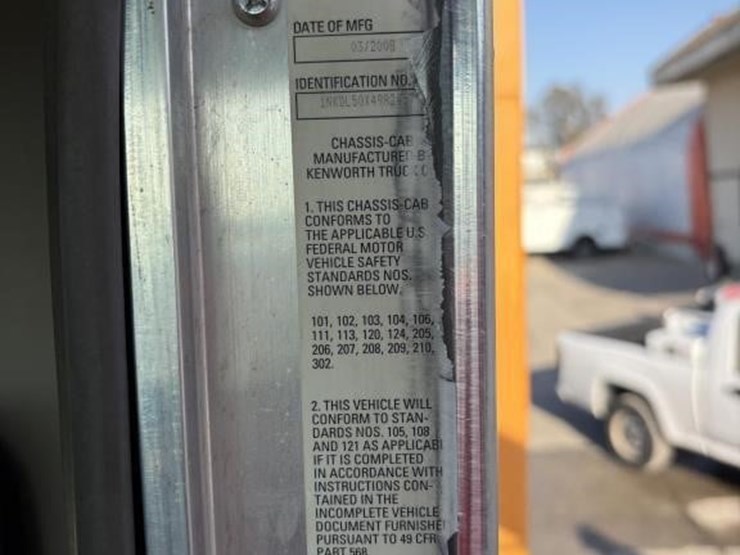 DATE OF MFG
03/2008
IDENTIFICATION NO.
CHASSIS-CAB
MANUFACTURED B
KENWORTH TRUC
1. THIS CHASSIS-CAB
CONFORMS TO
THE APPLICABLE U.S.
FEDERAL MOTOR
VEHICLE SAFETY
STANDARDS NOS.
SHOWN BELOW.
101, 102, 103, 104, 106,
111, 113, 120, 124, 205,
206, 207, 208, 209, 210,
302.
2. THIS VEHICLE WILL
CONFORM TO STAN-
DARDS NOS. 105, 108
AND 121 AS APPLICAB
IF IT IS COMPLETED
IN ACCORDANCE WITH
INSTRUCTIONS CON-
TAINED IN THE
INCOMPLETE VEHICLE
DOCUMENT FURNISHE
PURSUANT TO 49 CFR
PART 568